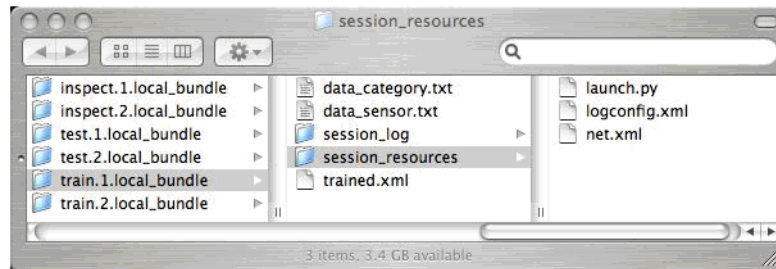 session_resources
inspect.1.local_bundle
inspect.2.local_bundle
test.1.local_bundle
test.2.local_bundle
train.1.local_bundle
train.2.local_bundle
data_category.txt
data_sensor.txt
session_log
session_resources
trained.xml
launch.py
logconfig.xml
net.xml
3 items, 3.4 GB available